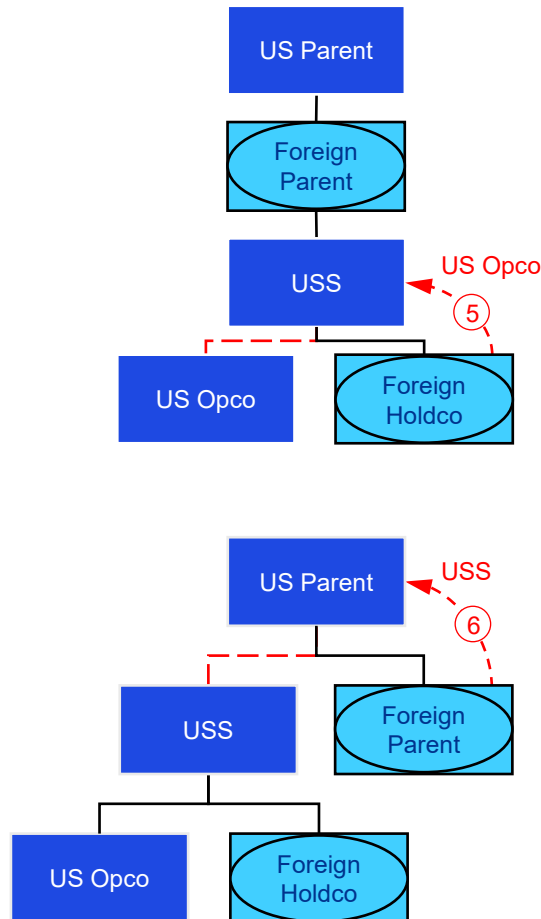 US Parent
Foreign
Parent
USS
US Opco
5
US Opco
Foreign
Holdco
US Parent
USS
6
USS
Foreign
Parent
US Opco
Foreign
Holdco